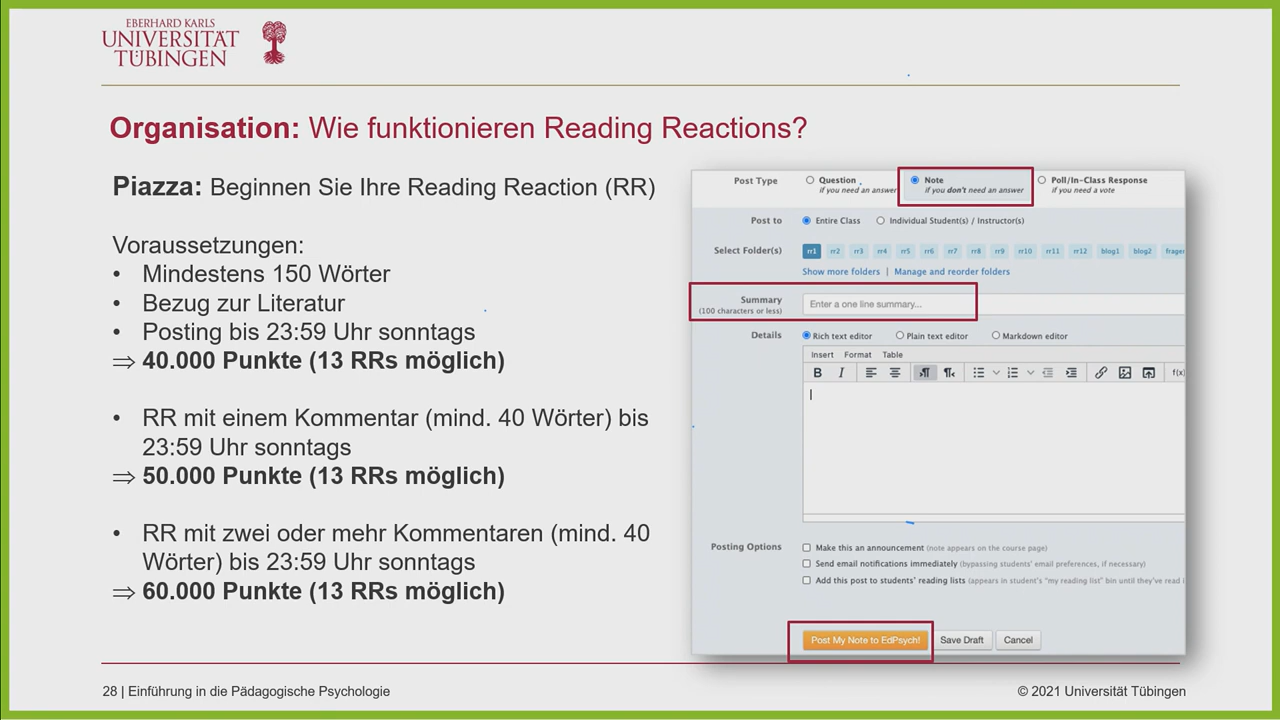 EBERHARD KARLS
UNIVERSITÄT
TÜBINGEN
Organisation: Wie funktionieren Reading Reactions?
Piazza: Beginnen Sie Ihre Reading Reaction (RR)
Voraussetzungen:
• Mindestens 150 Wörter
• Bezug zur Literatur
• Posting bis 23:59 Uhr sonntags
⇒ 40.000 Punkte (13 RRs möglich)
• RR mit einem Kommentar (mind. 40 Wörter) bis
23:59 Uhr sonntags
⇒ 50.000 Punkte (13 RRs möglich)
• RR mit zwei oder mehr Kommentaren (mind. 40
Wörter) bis 23:59 Uhr sonntags
⇒ 60.000 Punkte (13 RRs möglich)
Post Type Question Note Poll/In-Class Response
if you need an answer if you don't need an answer if you need a vote
Post to Entire Class Individual Student(s) / Instructor(s)
Select Folder(s) rr1 rr2 rr3 rr4 rr5 rr6 rr7 rr8 rr9 rr10 rr11 rr12 blog1 blog2 frager
Show more folders | Manage and reorder folders
Summary Enter a one line summary...
(100 characters or less)
Details Rich text editor Plain text editor Markdown editor
Insert Format Table
B I f(x)
Posting Options Make this an announcement (note appears on the course page)
Send email notifications immediately (bypassing students' email preferences, if necessary)
Add this post to students' reading lists (appears in student's "my reading list" bin until they've read i
Post My Note to EdPsych! Save Draft Cancel
28 | Einführung in die Pädagogische Psychologie
© 2021 Universität Tübingen